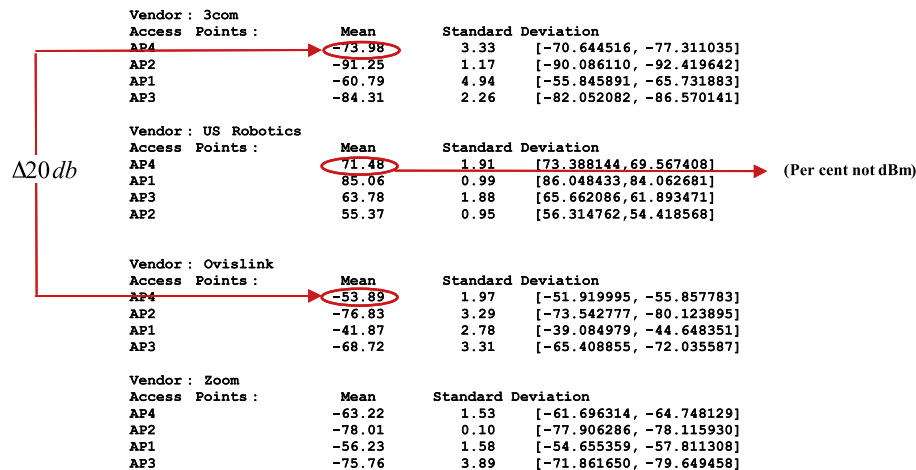 Vendor : 3com
Access Points : Mean Standard Deviation
AP4 -73.98 3.33 [-70.644516, -77.311035]
AP2 -91.25 1.17 [-90.086110, -92.419642]
AP1 -60.79 4.94 [-55.845891, -65.731883]
AP3 -84.31 2.26 [-82.052082, -86.570141]
Vendor : US Robotics
Access Points : Mean Standard Deviation
AP4 71.48 1.91 [73.388144,69.567408]
Δ20 db
(Per cent not dBm)
AP1 85.06 0.99 [86.048433,84.062681]
AP3 63.78 1.88 [65.662086,61.893471]
AP2 55.37 0.95 [56.314762,54.418568]
Vendor : Ovislink
Access Points : Mean Standard Deviation
AP4 -53.89 1.97 [-51.919995, -55.857783]
AP2 -76.83 3.29 [-73.542777, -80.123895]
AP1 -41.87 2.78 [-39.084979, -44.648351]
AP3 -68.72 3.31 [-65.408855, -72.035587]
Vendor : Zoom
Access Points : Mean Standard Deviation
AP4 -63.22 1.53 [-61.696314, -64.748129]
AP2 -78.01 0.10 [-77.906286, -78.115930]
AP1 -56.23 1.58 [-54.655359, -57.811308]
AP3 -75.76 3.89 [-71.861650, -79.649458]